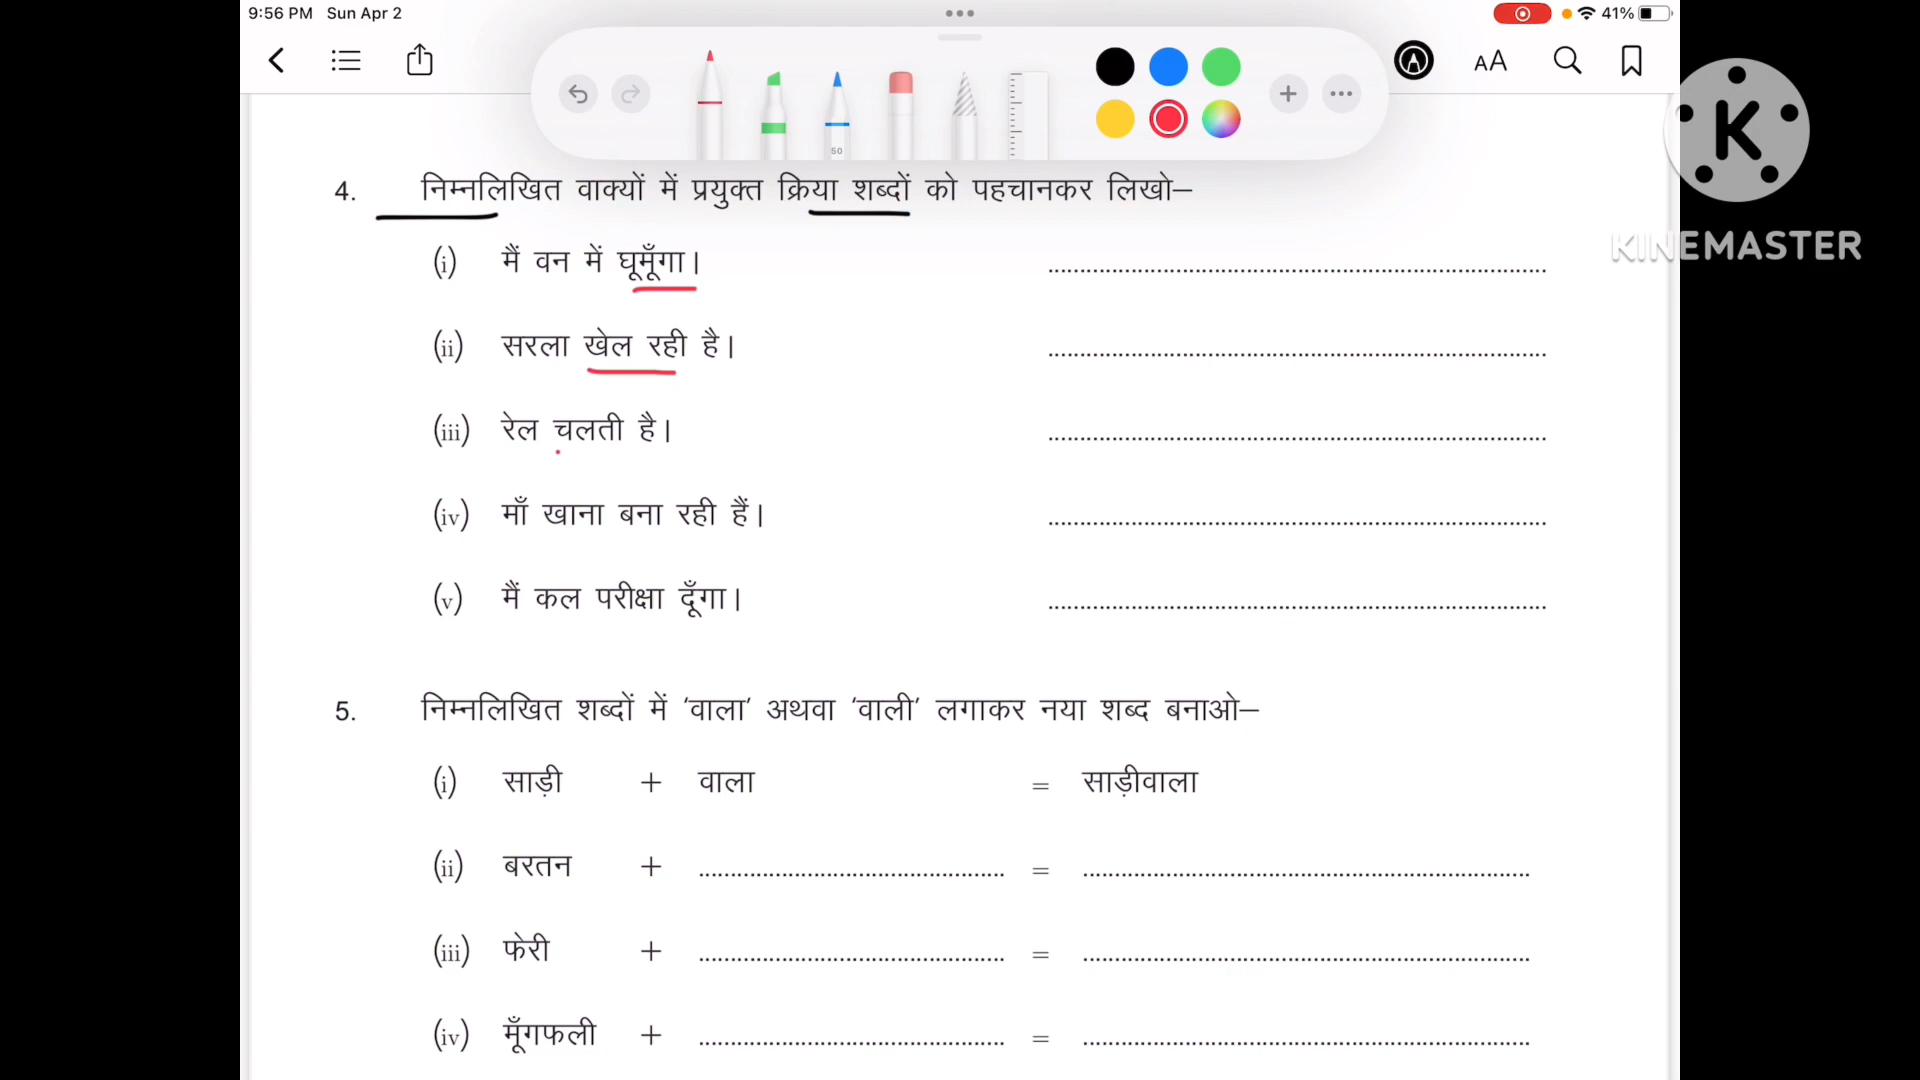 9:56 PM Sun Apr 2
41%
AA
50
K
KINEMASTER
4. निम्नलिखित वाक्यों में प्रयुक्त क्रिया शब्दों को पहचानकर लिखो–
(i) मैं वन में घूमूँगा। ........................................
(ii) सरला खेल रही है। ........................................
(iii) रेल चलती है। ........................................
(iv) माँ खाना बना रही हैं। ........................................
(v) मैं कल परीक्षा दूँगा। ........................................
5. निम्नलिखित शब्दों में 'वाला' अथवा 'वाली' लगाकर नया शब्द बनाओ–
(i) साड़ी + वाला = साड़ीवाला
(ii) बरतन + ........................ = ........................................
(iii) फेरी + ........................ = ........................................
(iv) मूँगफली + ........................ = ........................................